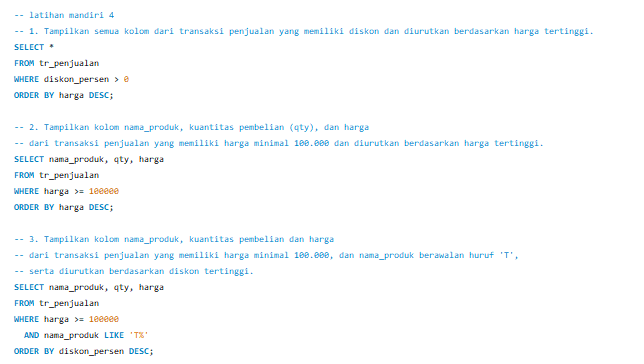 -- latihan mandiri 4
-- 1. Tampilkan semua kolom dari transaksi penjualan yang memiliki diskon dan diurutkan berdasarkan harga tertinggi.
SELECT *
FROM tr_penjualan
WHERE diskon_persen > 0
ORDER BY harga DESC;
-- 2. Tampilkan kolom nama_produk, kuantitas pembelian (qty), dan harga
-- dari transaksi penjualan yang memiliki harga minimal 100.000 dan diurutkan berdasarkan harga tertinggi.
SELECT nama_produk, qty, harga
FROM tr_penjualan
WHERE harga >= 100000
ORDER BY harga DESC;
-- 3. Tampilkan kolom nama_produk, kuantitas pembelian dan harga
-- dari transaksi penjualan yang memiliki harga minimal 100.000, dan nama_produk berawalan huruf 'T',
-- serta diurutkan berdasarkan diskon tertinggi.
SELECT nama_produk, qty, harga
FROM tr_penjualan
WHERE harga >= 100000
AND nama_produk LIKE 'T%'
ORDER BY diskon_persen DESC;